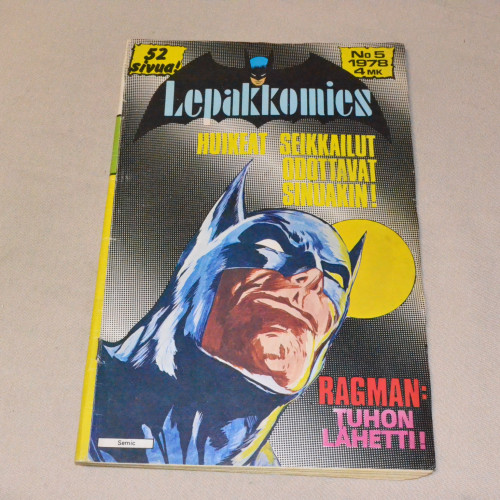 52
sivua!
No 5
1978
4 MK
Lepakkomies
HUIKEAT SEIKKAILUT
ODOTTAVAT
SINUAKIN!
RAGMAN:
TUHON
LÄHETTI!
Semic